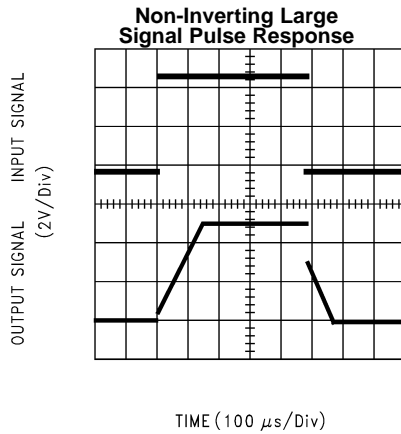 Non-Inverting Large
Signal Pulse Response
INPUT SIGNAL
OUTPUT SIGNAL
(2V/Div)
TIME (100 μs/Div)